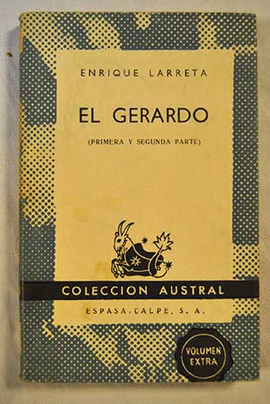 ENRIQUE LARRETA
EL GERARDO
(PRIMERA Y SEGUNDA PARTE)
COLECCION AUSTRAL
ESPASA-CALPE, S. A.
VOLUMEN
EXTRA